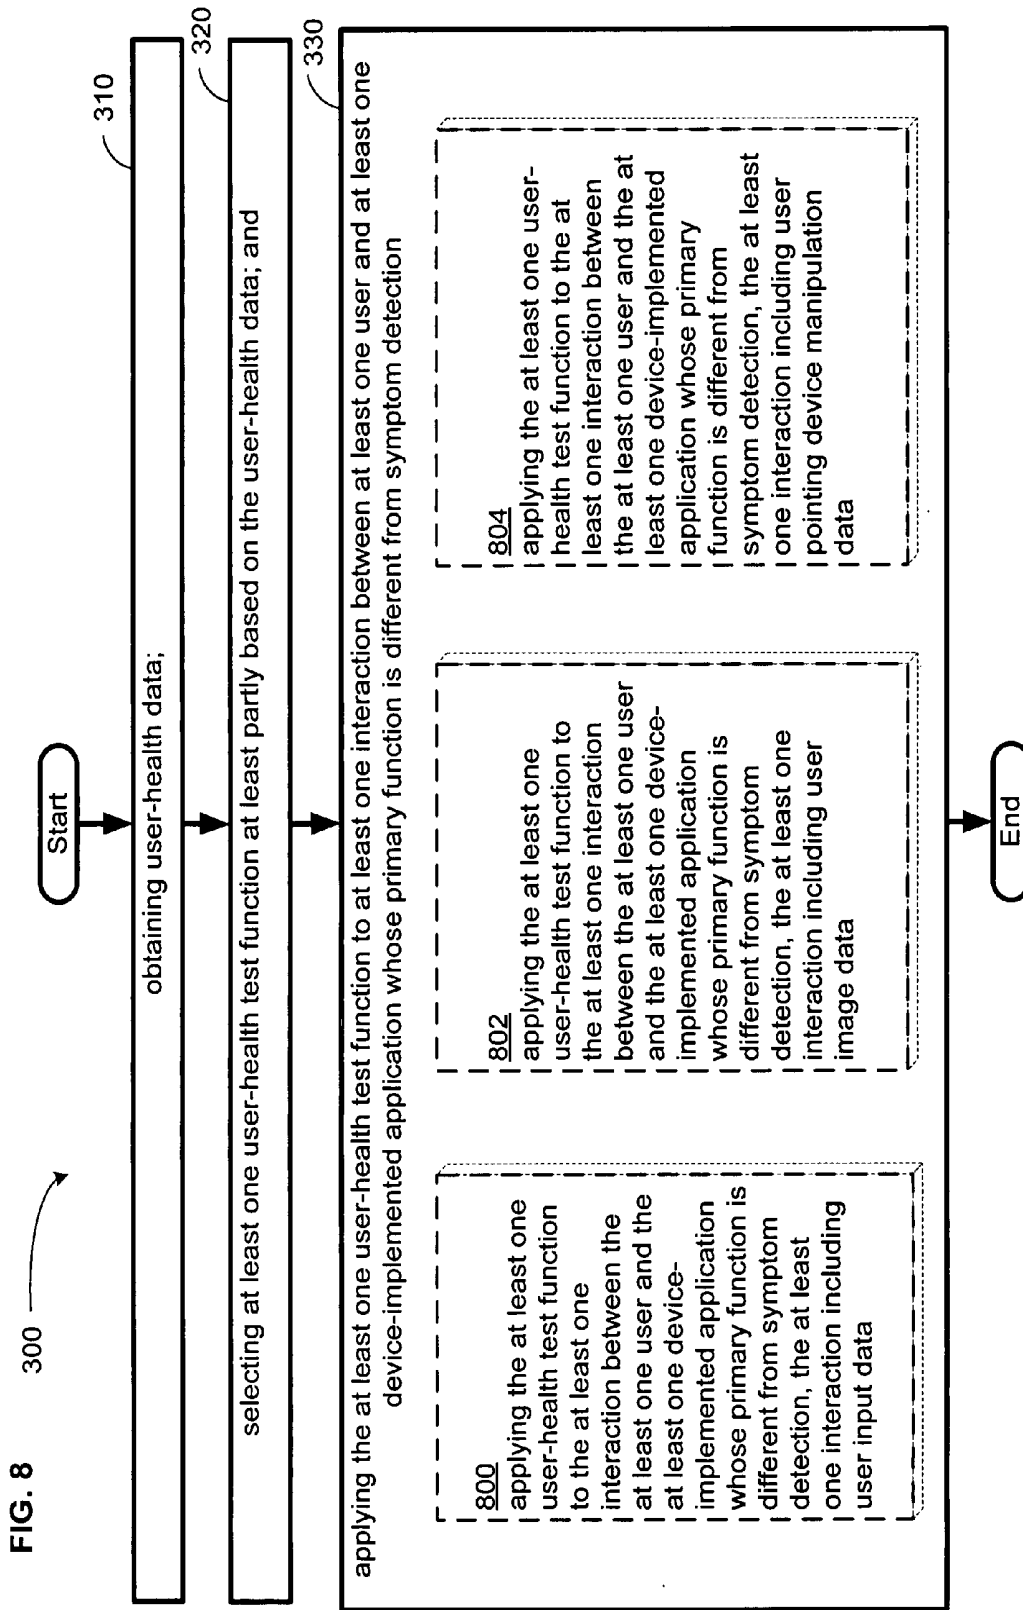 FIG. 8
300
Start
310
obtaining user-health data;
320
selecting at least one user-health test function at least partly based on the user-health data; and
330
applying the at least one user-health test function to at least one interaction between at least one user and at least one
device-implemented application whose primary function is different from symptom detection
800
applying the at least one
user-health test function
to the at least one
interaction between the
at least one user and the
at least one device-
implemented application
whose primary function is
different from symptom
detection, the at least
one interaction including
user input data
802
applying the at least one
user-health test function to
the at least one interaction
between the at least one user
and the at least one device-
implemented application
whose primary function is
different from symptom
detection, the at least one
interaction including user
image data
804
applying the at least one user-
health test function to the at
least one interaction between
the at least one user and the at
least one device-implemented
application whose primary
function is different from
symptom detection, the at least
one interaction including user
pointing device manipulation
data
End